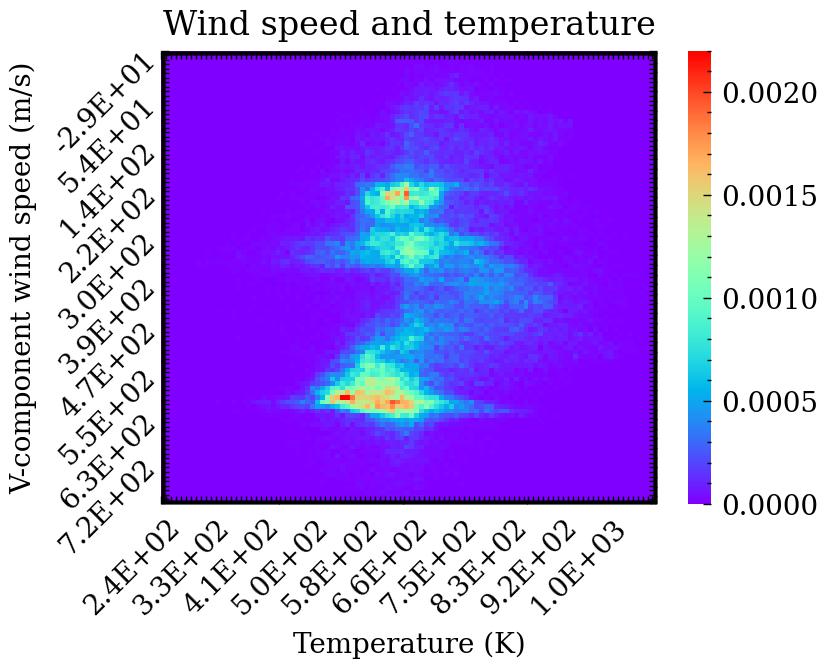 Wind speed and temperature
V-component wind speed (m/s)
-2.9E+01
5.4E+01
1.4E+02
2.2E+02
3.0E+02
3.9E+02
4.7E+02
5.5E+02
6.3E+02
7.2E+02
2.4E+02
3.3E+02
4.1E+02
5.0E+02
5.8E+02
6.6E+02
7.5E+02
8.3E+02
9.2E+02
1.0E+03
Temperature (K)
0.0020
0.0015
0.0010
0.0005
0.0000